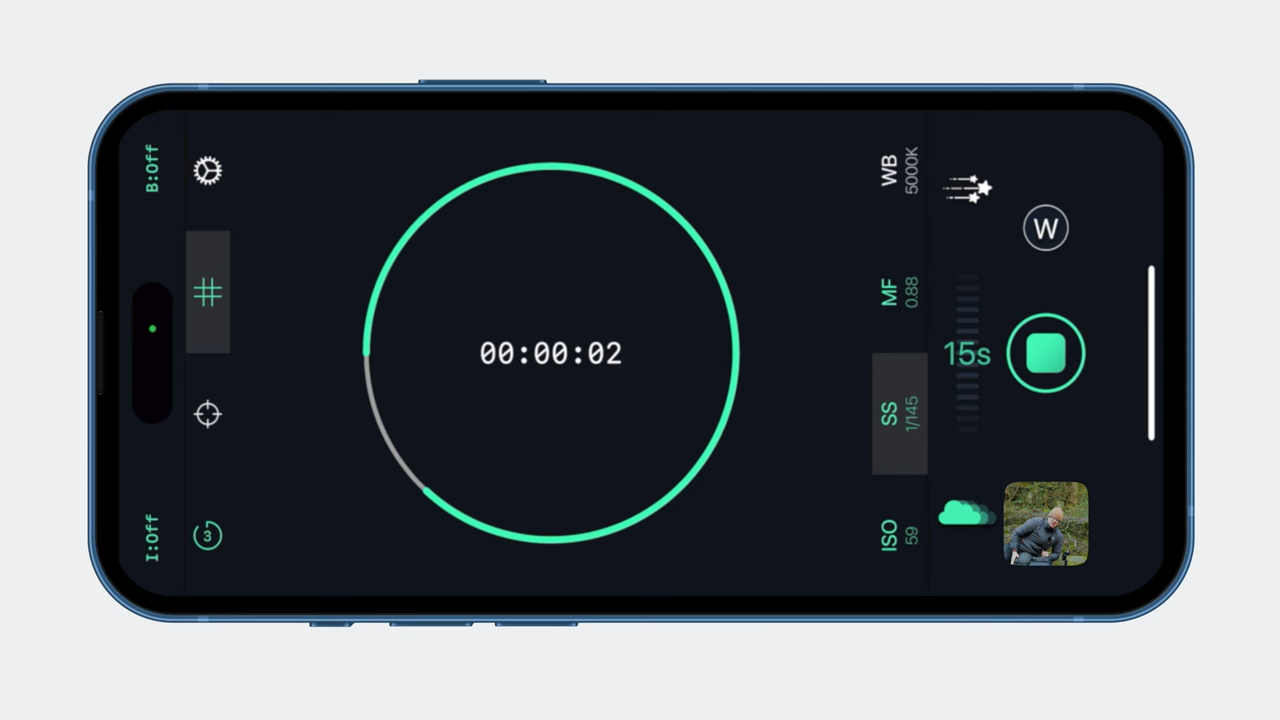 B:Off
I:Off
3
00:00:02
WB
5000K
MF
0.88
SS
1/145
ISO
59
15s
W